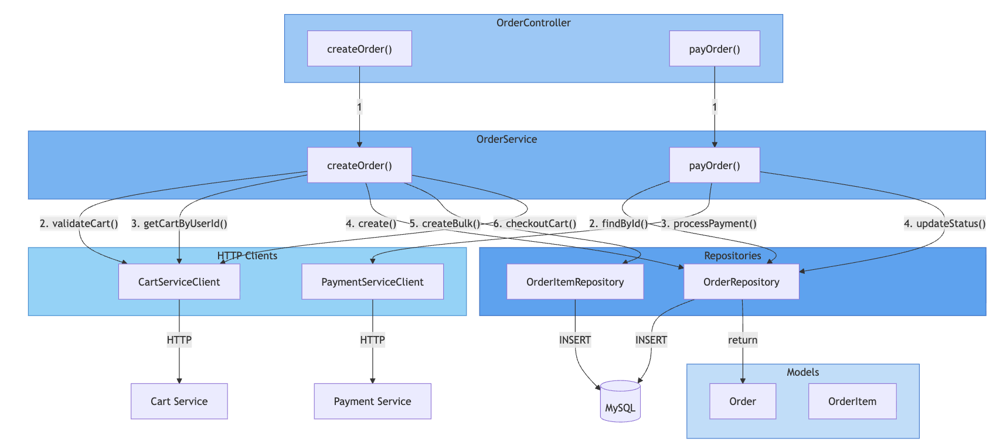 OrderController
createOrder()
payOrder()
1
1
OrderService
createOrder()
payOrder()
2. validateCart()
3. getCartByUserId()
4. create()
5. createBulk()
6. checkoutCart()
2. findById()
3. processPayment()
4. updateStatus()
HTTP Clients
Repositories
CartServiceClient
PaymentServiceClient
OrderItemRepository
OrderRepository
HTTP
HTTP
INSERT
INSERT
return
Models
Cart Service
Payment Service
MySQL
Order
OrderItem